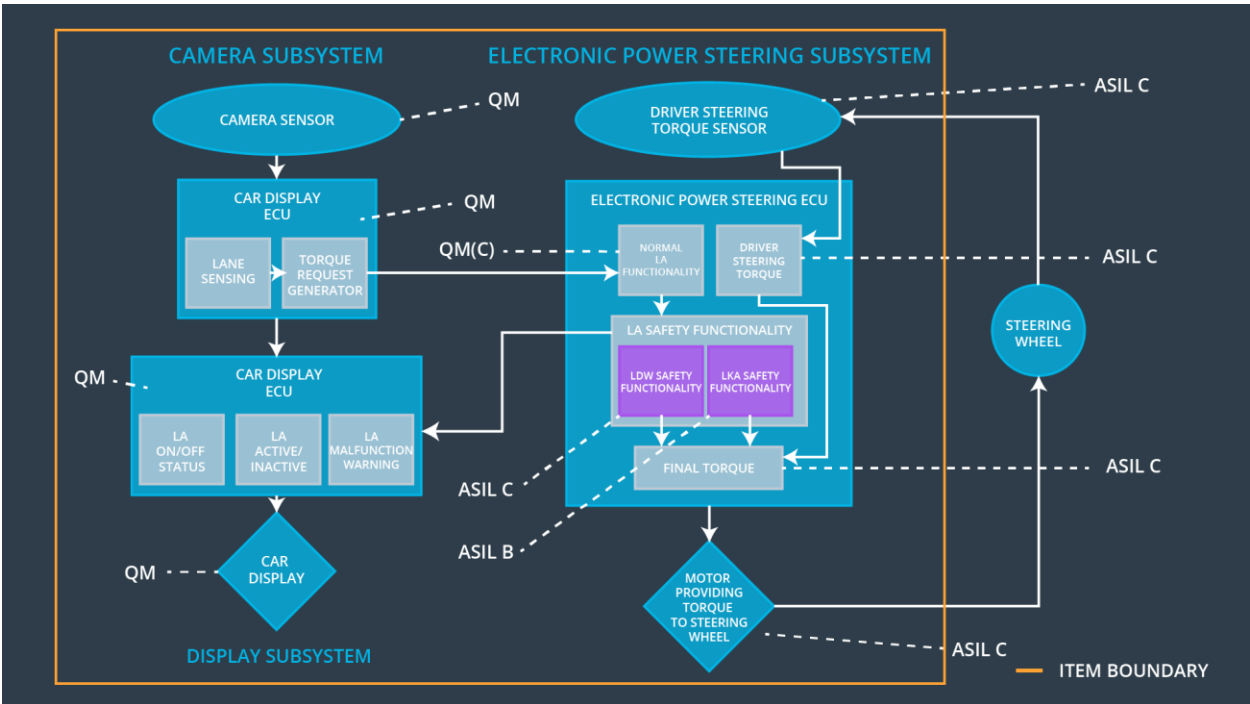 CAMERA SUBSYSTEM
ELECTRONIC POWER STEERING SUBSYSTEM
CAMERA SENSOR
QM
DRIVER STEERING
TORQUE SENSOR
ASIL C
CAR DISPLAY
ECU
QM
LANE
SENSING
TORQUE
REQUEST
GENERATOR
ELECTRONIC POWER STEERING ECU
QM(C)
NORMAL
LA
FUNCTIONALITY
DRIVER
STEERING
TORQUE
ASIL C
LA SAFETY FUNCTIONALITY
LDW SAFETY
FUNCTIONALITY
LKA SAFETY
FUNCTIONALITY
STEERING
WHEEL
QM
CAR DISPLAY
ECU
LA
ON/OFF
STATUS
LA
ACTIVE/
INACTIVE
LA
MALFUNCTION
WARNING
FINAL TORQUE
ASIL C
ASIL C
ASIL B
QM
CAR
DISPLAY
MOTOR
PROVIDING
TORQUE
TO STEERING
WHEEL
ASIL C
DISPLAY SUBSYSTEM
ITEM BOUNDARY